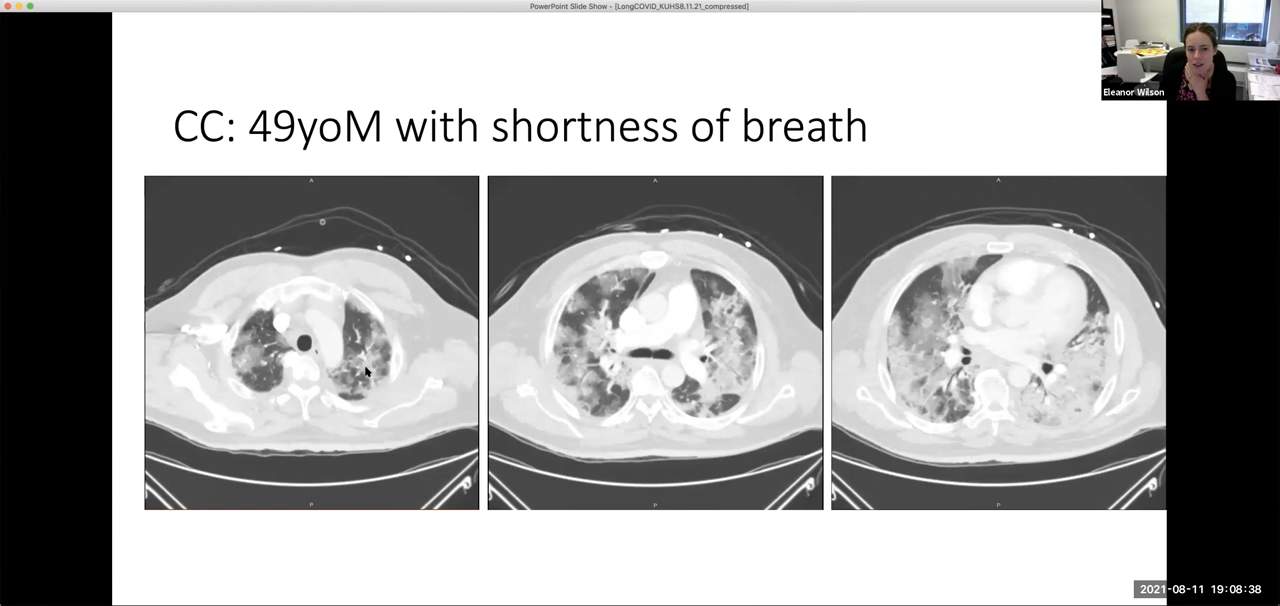 PowerPoint Slide Show - [LongCOVID_KUHS8.11.21_compressed]
Eleanor Wilson
CC: 49yoM with shortness of breath
A
A
A
P
P
P
2021-08-11 19:08:38